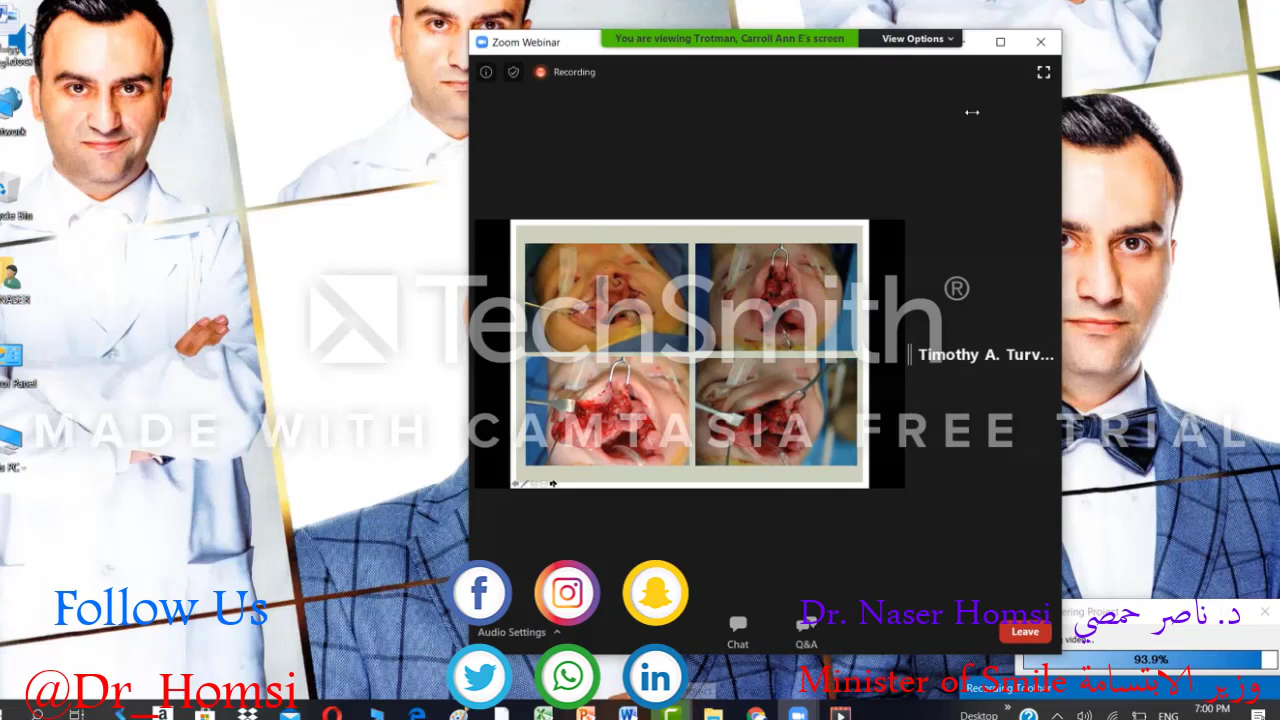 Zoom Webinar
You are viewing Trotman, Carroll Ann E's screen
View Options
Recording
TechSmith®
Timothy A. Turv...
MADE WITH CAMTASIA FREE TRIAL
Follow Us
@Dr_Homsi
Audio Settings
Chat
Q&A
Leave
Dr. Naser Homsi د. ناصر حمصي
93.9%
Minister of Smile وزير الابتسامة
Recording Toolbar
Desktop
ENG
7:00 PM